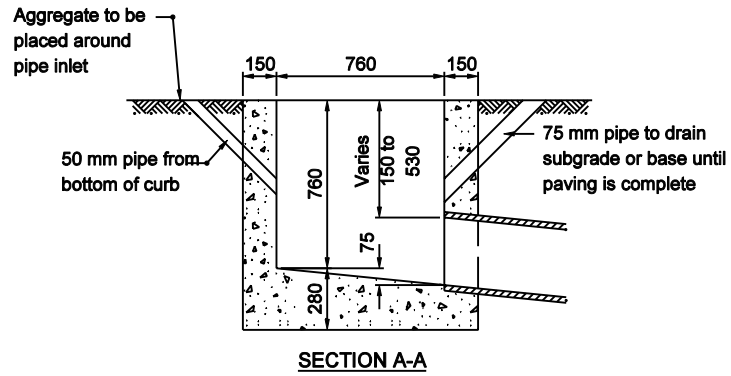 Aggregate to be
placed around
pipe inlet
150
760
150
50 mm pipe from
bottom of curb
760
Varies
150 to
530
75 mm pipe to drain
subgrade or base until
paving is complete
75
280
SECTION A-A